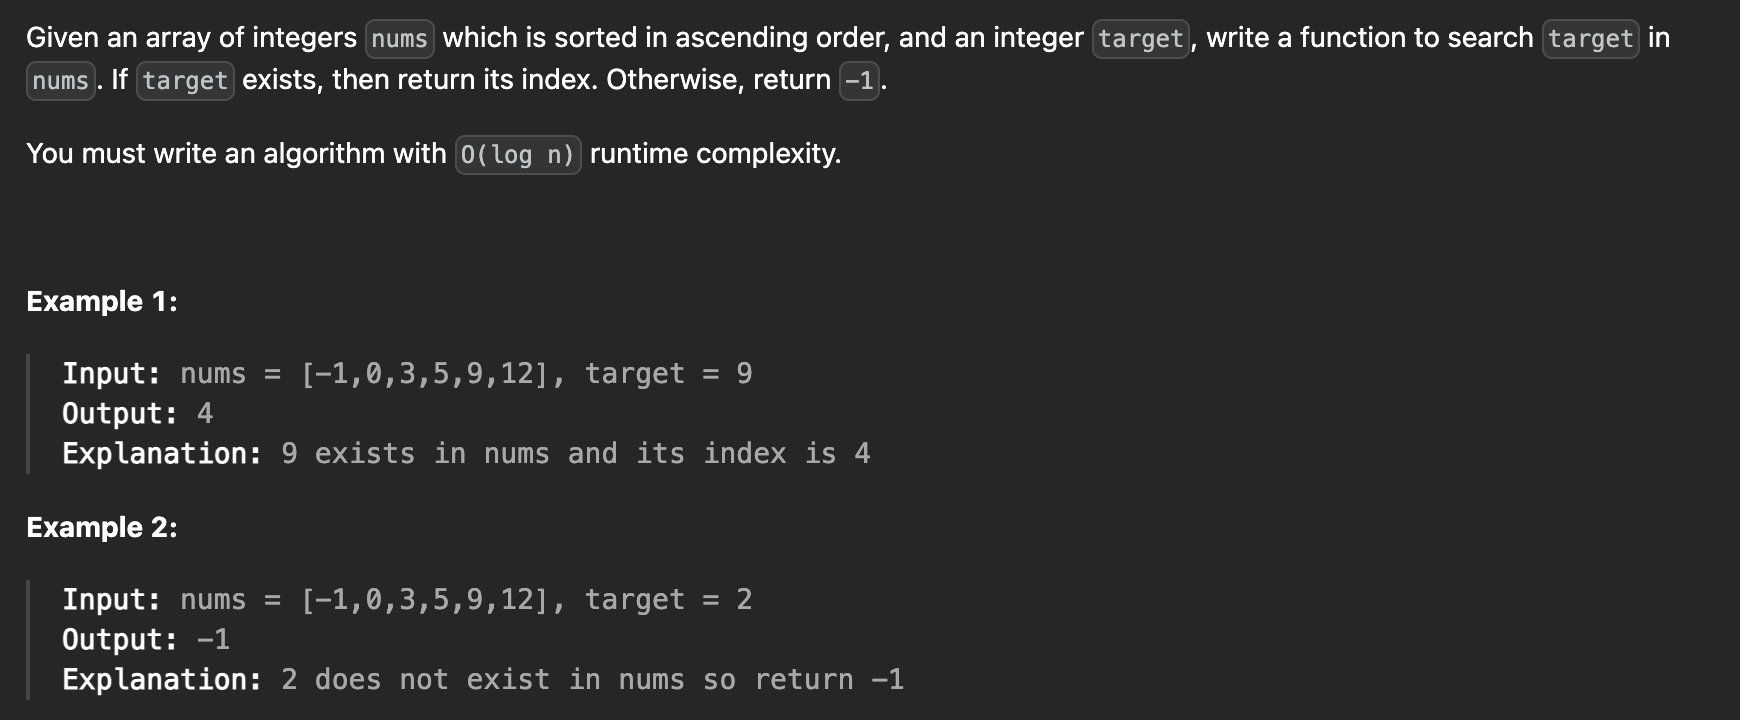 Given an array of integers nums which is sorted in ascending order, and an integer target, write a function to search target in
nums. If target exists, then return its index. Otherwise, return -1.
You must write an algorithm with O(log n) runtime complexity.
Example 1:
Input: nums = [-1,0,3,5,9,12], target = 9
Output: 4
Explanation: 9 exists in nums and its index is 4
Example 2:
Input: nums = [-1,0,3,5,9,12], target = 2
Output: -1
Explanation: 2 does not exist in nums so return -1